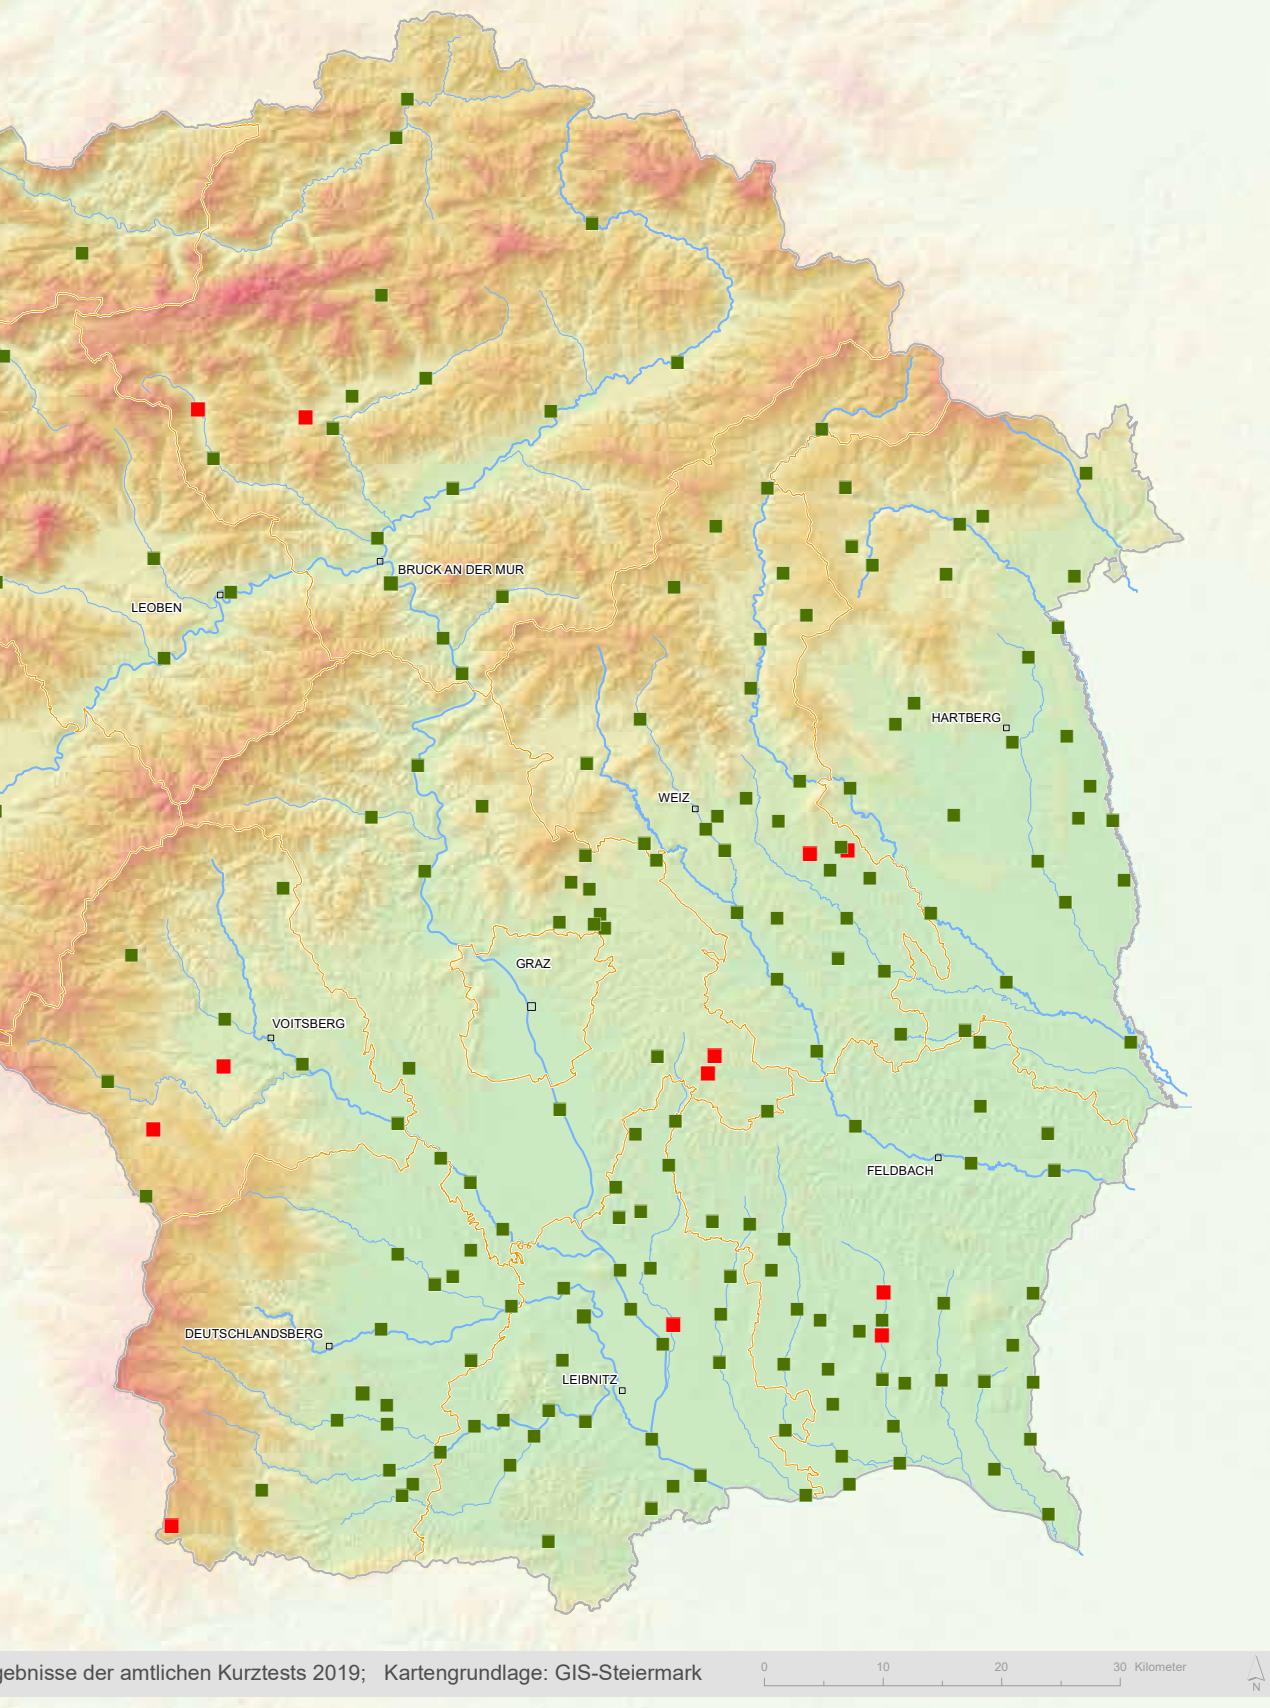 BRUCK AN DER MUR
LEOBEN
HARTBERG
WEIZ
GRAZ
VOITSBERG
FELDBACH
DEUTSCHLANDSBERG
LEIBNITZ
gebnisse der amtlichen Kurztests 2019; Kartengrundlage: GIS-Steiermark
0 10 20 30 Kilometer
N